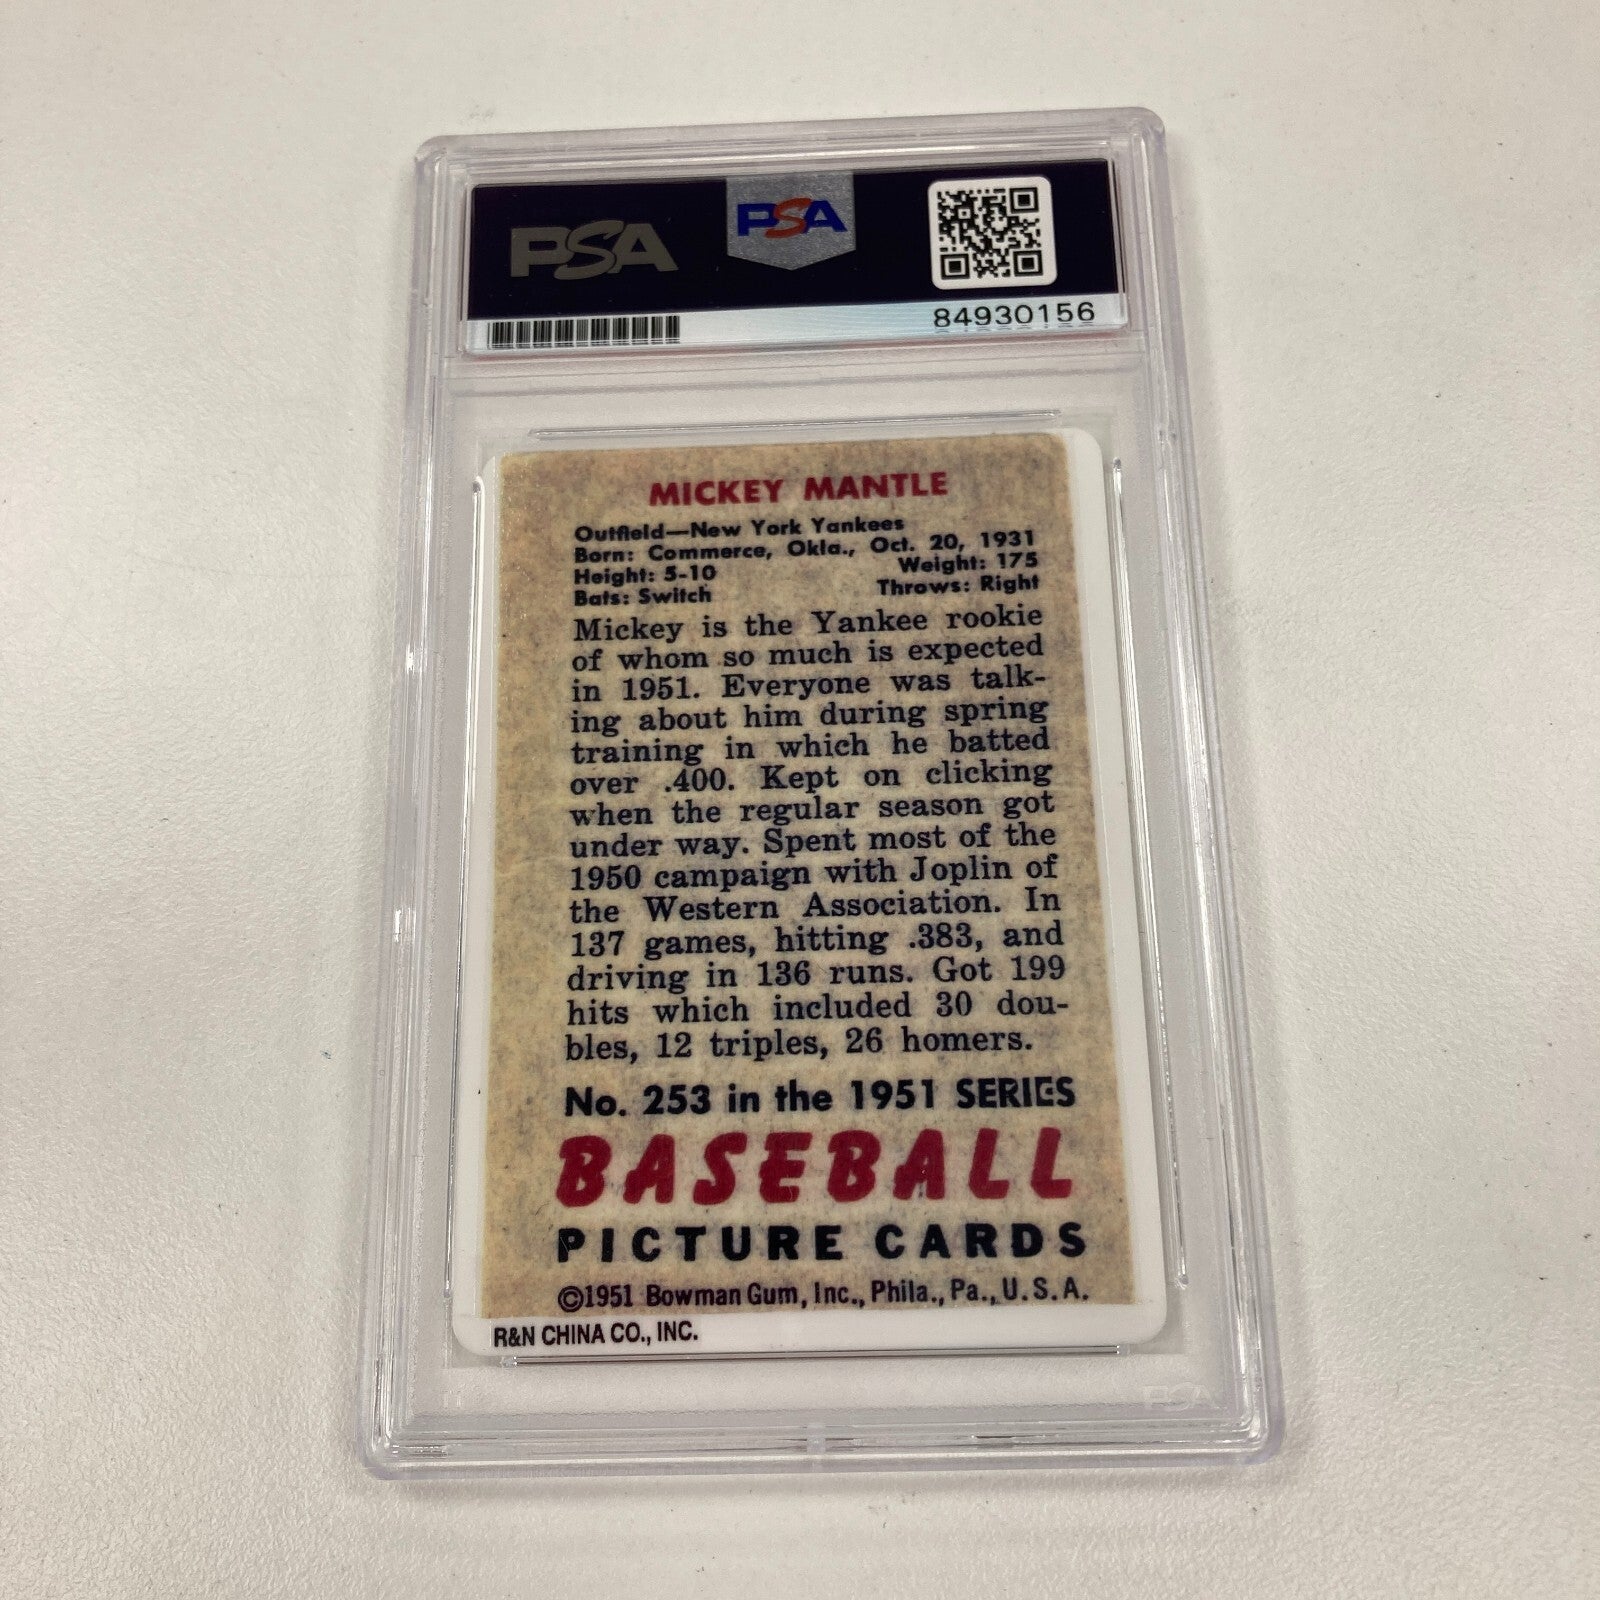 PSA
PSA
84930156
MICKEY MANTLE
Outfield—New York Yankees
Born: Commerce, Okla., Oct. 20, 1931
Height: 5-10 Weight: 175
Bats: Switch Throws: Right
Mickey is the Yankee rookie
of whom so much is expected
in 1951. Everyone was talk-
ing about him during spring
training in which he batted
over .400. Kept on clicking
when the regular season got
under way. Spent most of the
1950 campaign with Joplin of
the Western Association. In
137 games, hitting .383, and
driving in 136 runs. Got 199
hits which included 30 dou-
bles, 12 triples, 26 homers.
No. 253 in the 1951 SERIES
BASEBALL
PICTURE CARDS
©1951 Bowman Gum, Inc., Phila., Pa., U.S.A.
R&N CHINA CO., INC.
PSA